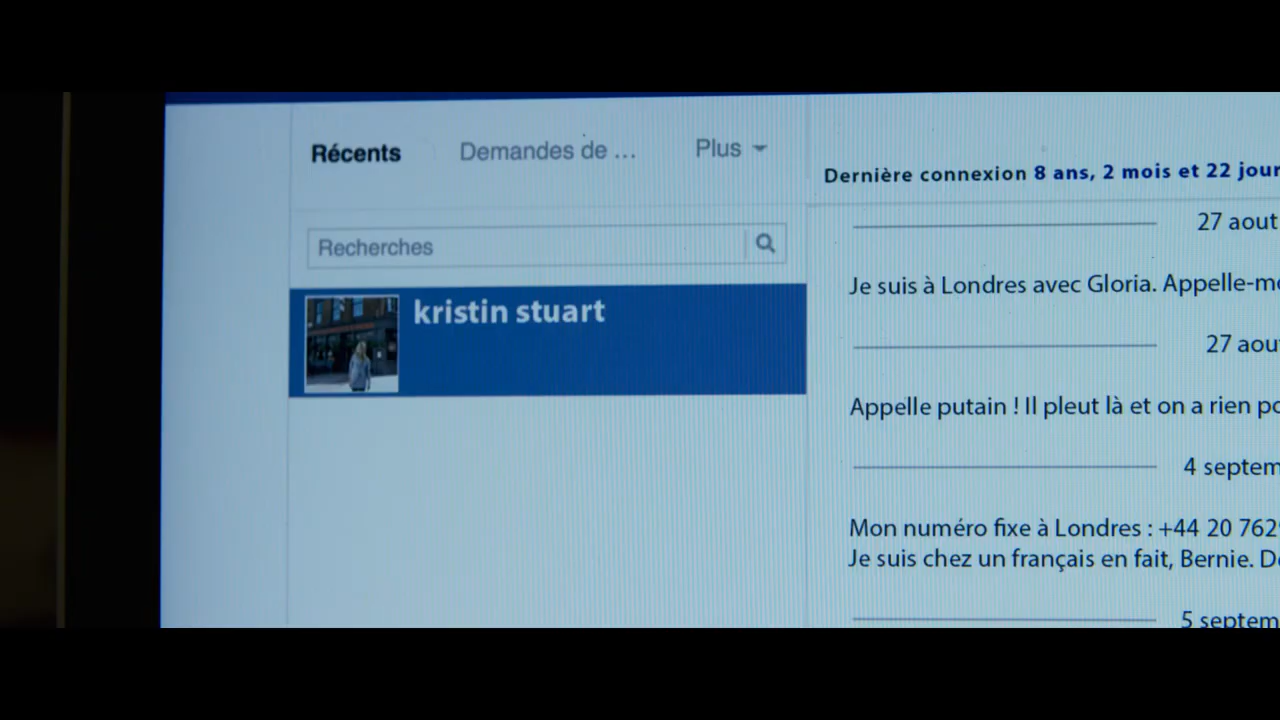 Récents Demandes de ... Plus
Dernière connexion 8 ans, 2 mois et 22 jour
Recherches
kristin stuart
27 aout
Je suis à Londres avec Gloria. Appelle-m
27 aou
Appelle putain ! Il pleut là et on a rien p
4 septem
Mon numéro fixe à Londres : +44 20 762
Je suis chez un français en fait, Bernie. D
5 septem